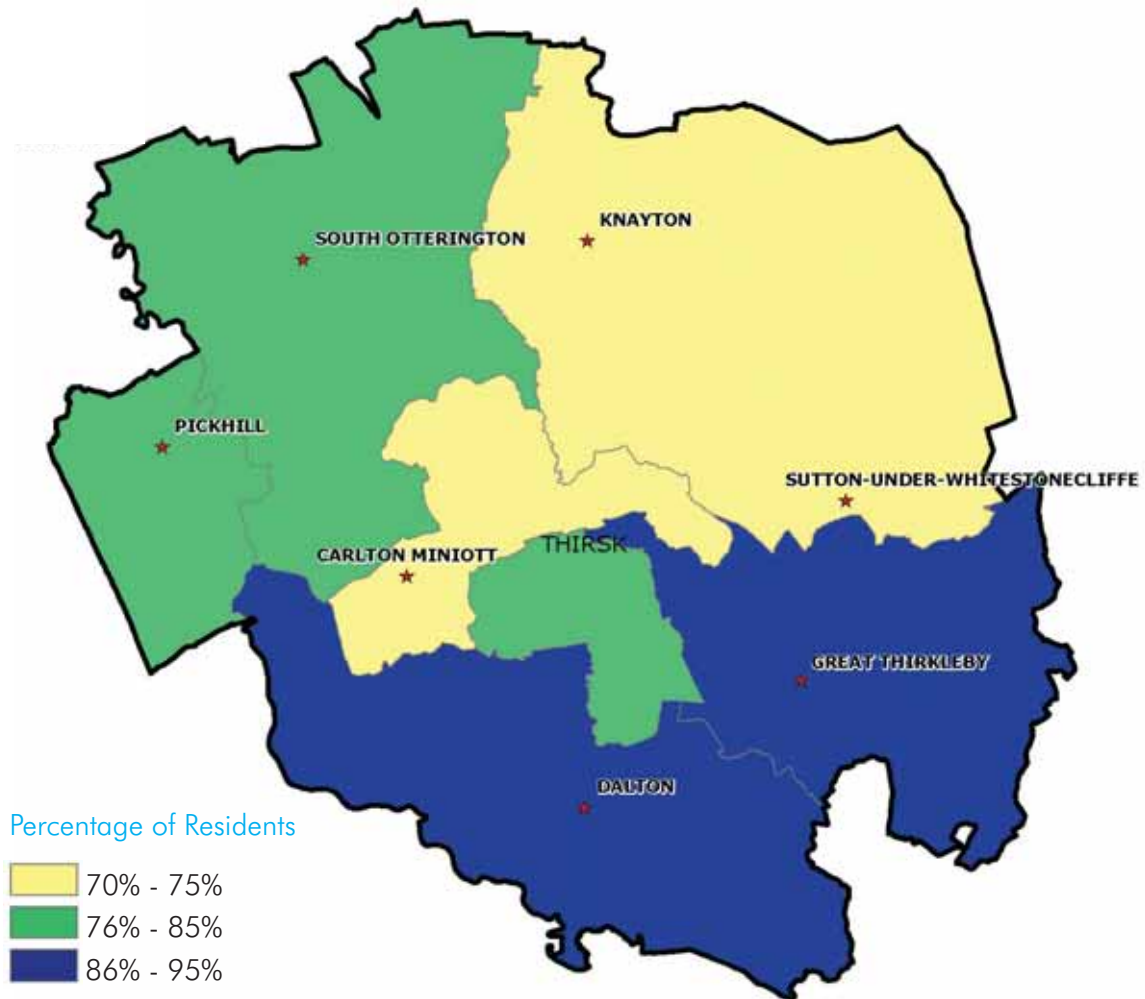 KNAYTON
SOUTH OTTERINGTON
PICKHILL
SUTTON-UNDER-WHITESTONECLIFFE
THIRSK
CARLTON MINIOTT
GREAT THIRKLEBY
DALTON
Percentage of Residents
70% - 75%
76% - 85%
86% - 95%